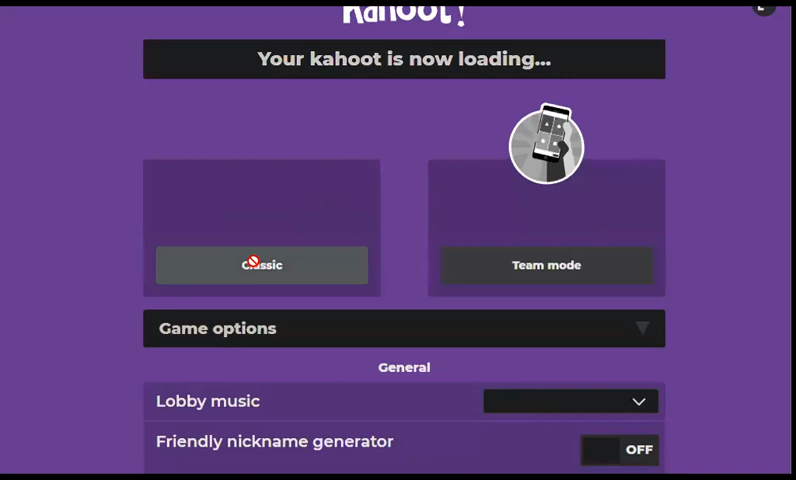 Kahoot!
Your kahoot is now loading...
Classic
Team mode
Game options
General
Lobby music
Friendly nickname generator
OFF